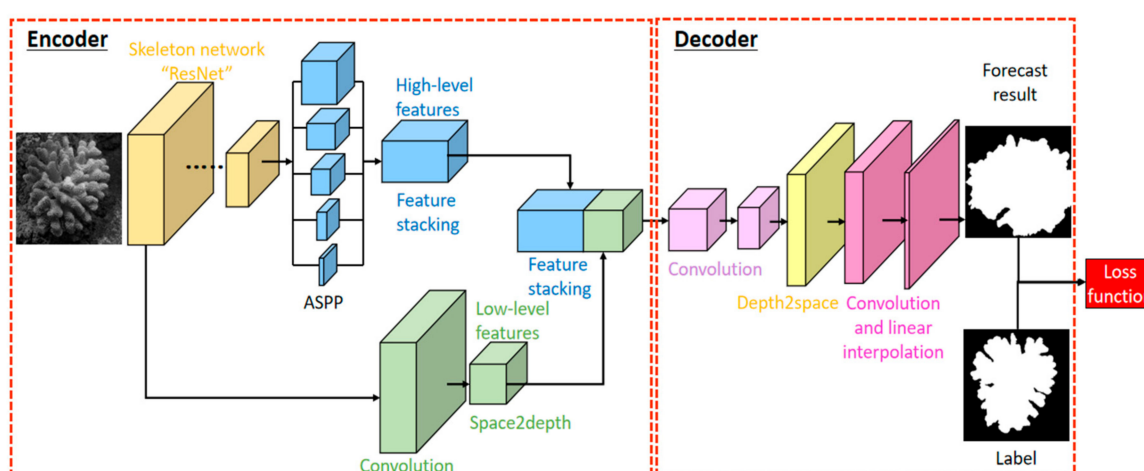 Encoder
Skeleton network
"ResNet"
High-level
features
Feature
stacking
ASPP
Feature
stacking
Low-level
features
Space2depth
Convolution
Decoder
Convolution
Depth2space
Convolution
and linear
interpolation
Forecast
result
Label
Loss
function